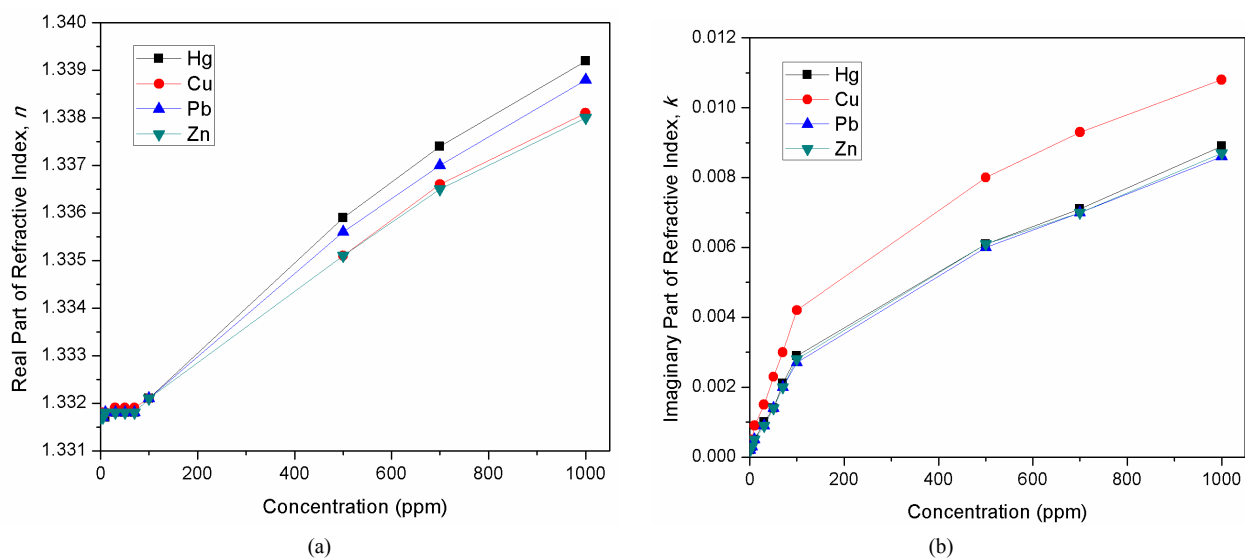 1.340
1.339
1.338
1.337
1.336
1.335
1.334
1.333
1.332
1.331
Real Part of Refractive Index, n
Hg
Cu
Pb
Zn
0 200 400 600 800 1000
Concentration (ppm)
(a)
0.012
0.010
0.008
0.006
0.004
0.002
0.000
Imaginary Part of Refractive Index, k
Hg
Cu
Pb
Zn
0 200 400 600 800 1000
Concentration (ppm)
(b)